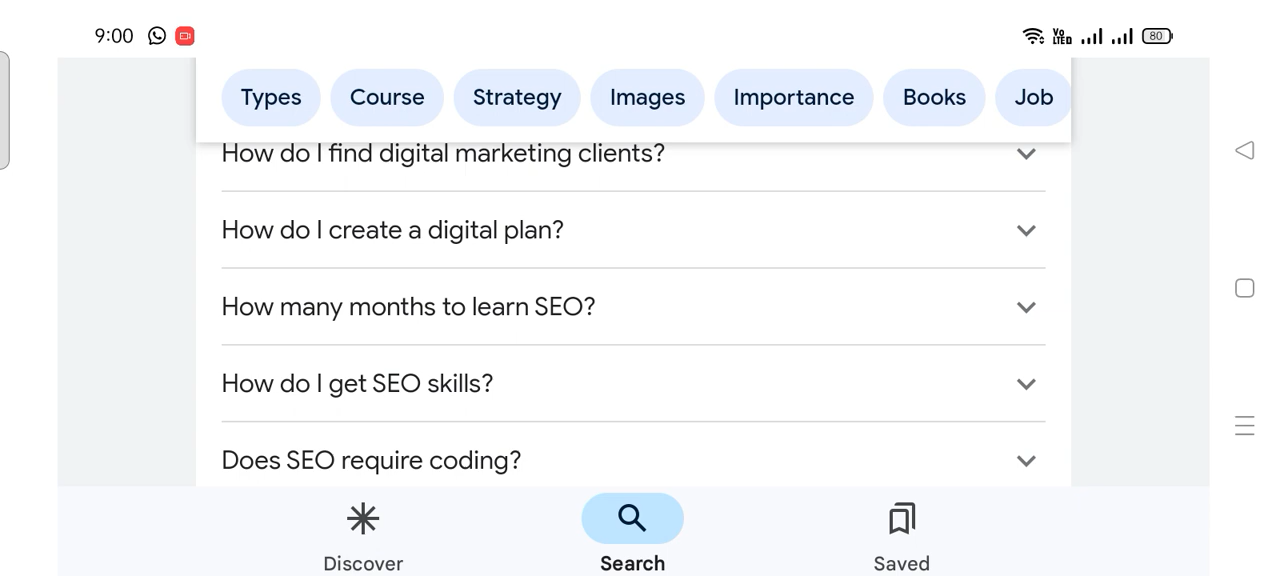 9:00
Vo LTED
80
Types Course Strategy Images Importance Books Job
How do I find digital marketing clients?
How do I create a digital plan?
How many months to learn SEO?
How do I get SEO skills?
Does SEO require coding?
Discover Search Saved